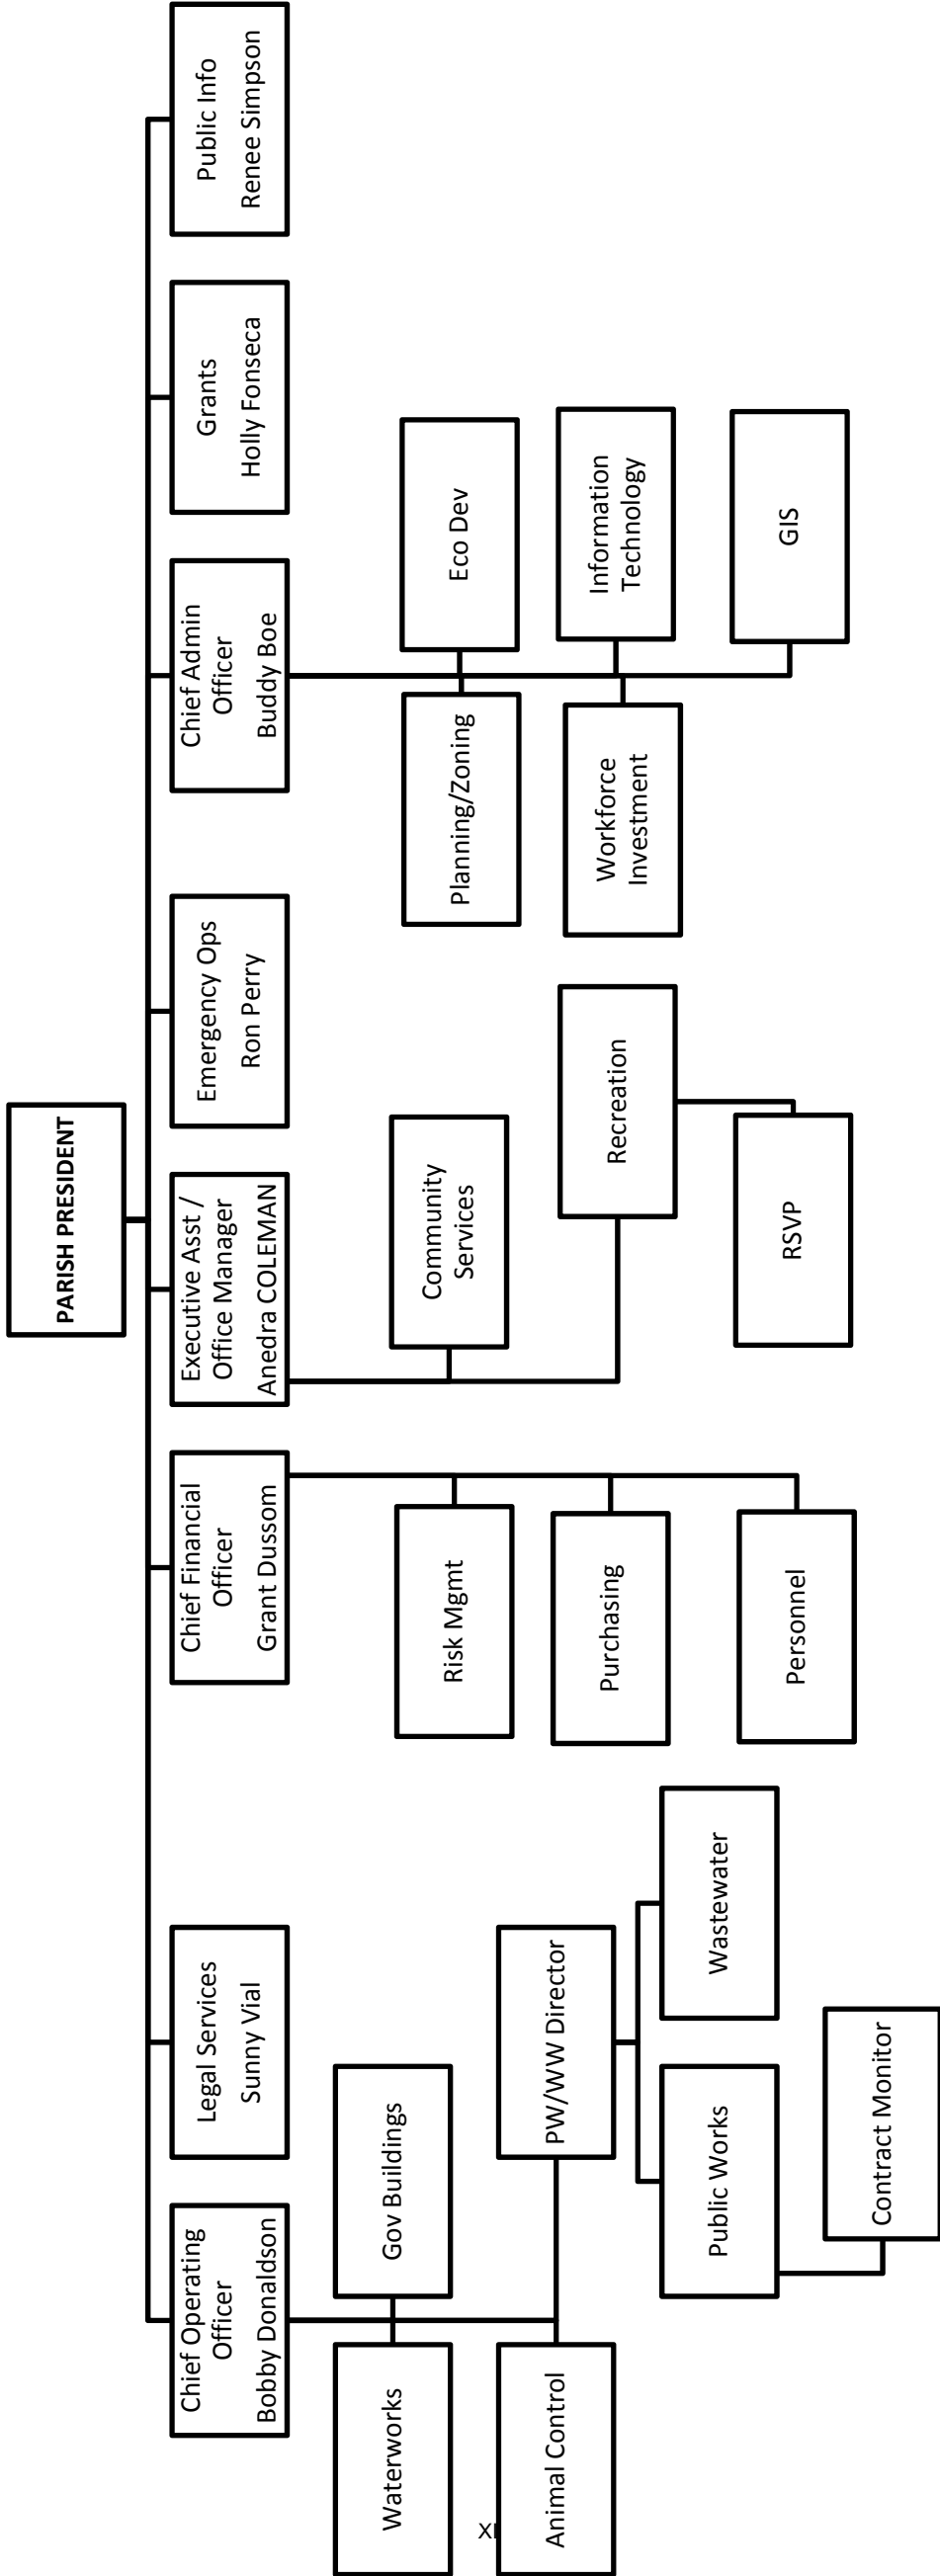 PARISH PRESIDENT
Chief Operating
Officer
Bobby Donaldson
Legal Services
Sunny Vial
Chief Financial
Officer
Grant Dussom
Executive Asst /
Office Manager
Anedra COLEMAN
Emergency Ops
Ron Perry
Chief Admin
Officer
Buddy Boe
Grants
Holly Fonseca
Public Info
Renee Simpson
Waterworks
Gov Buildings
Animal Control
PW/WW Director
Public Works
Wastewater
Contract Monitor
Risk Mgmt
Purchasing
Personnel
Community
Services
Recreation
RSVP
Planning/Zoning
Eco Dev
Workforce
Investment
Information
Technology
GIS